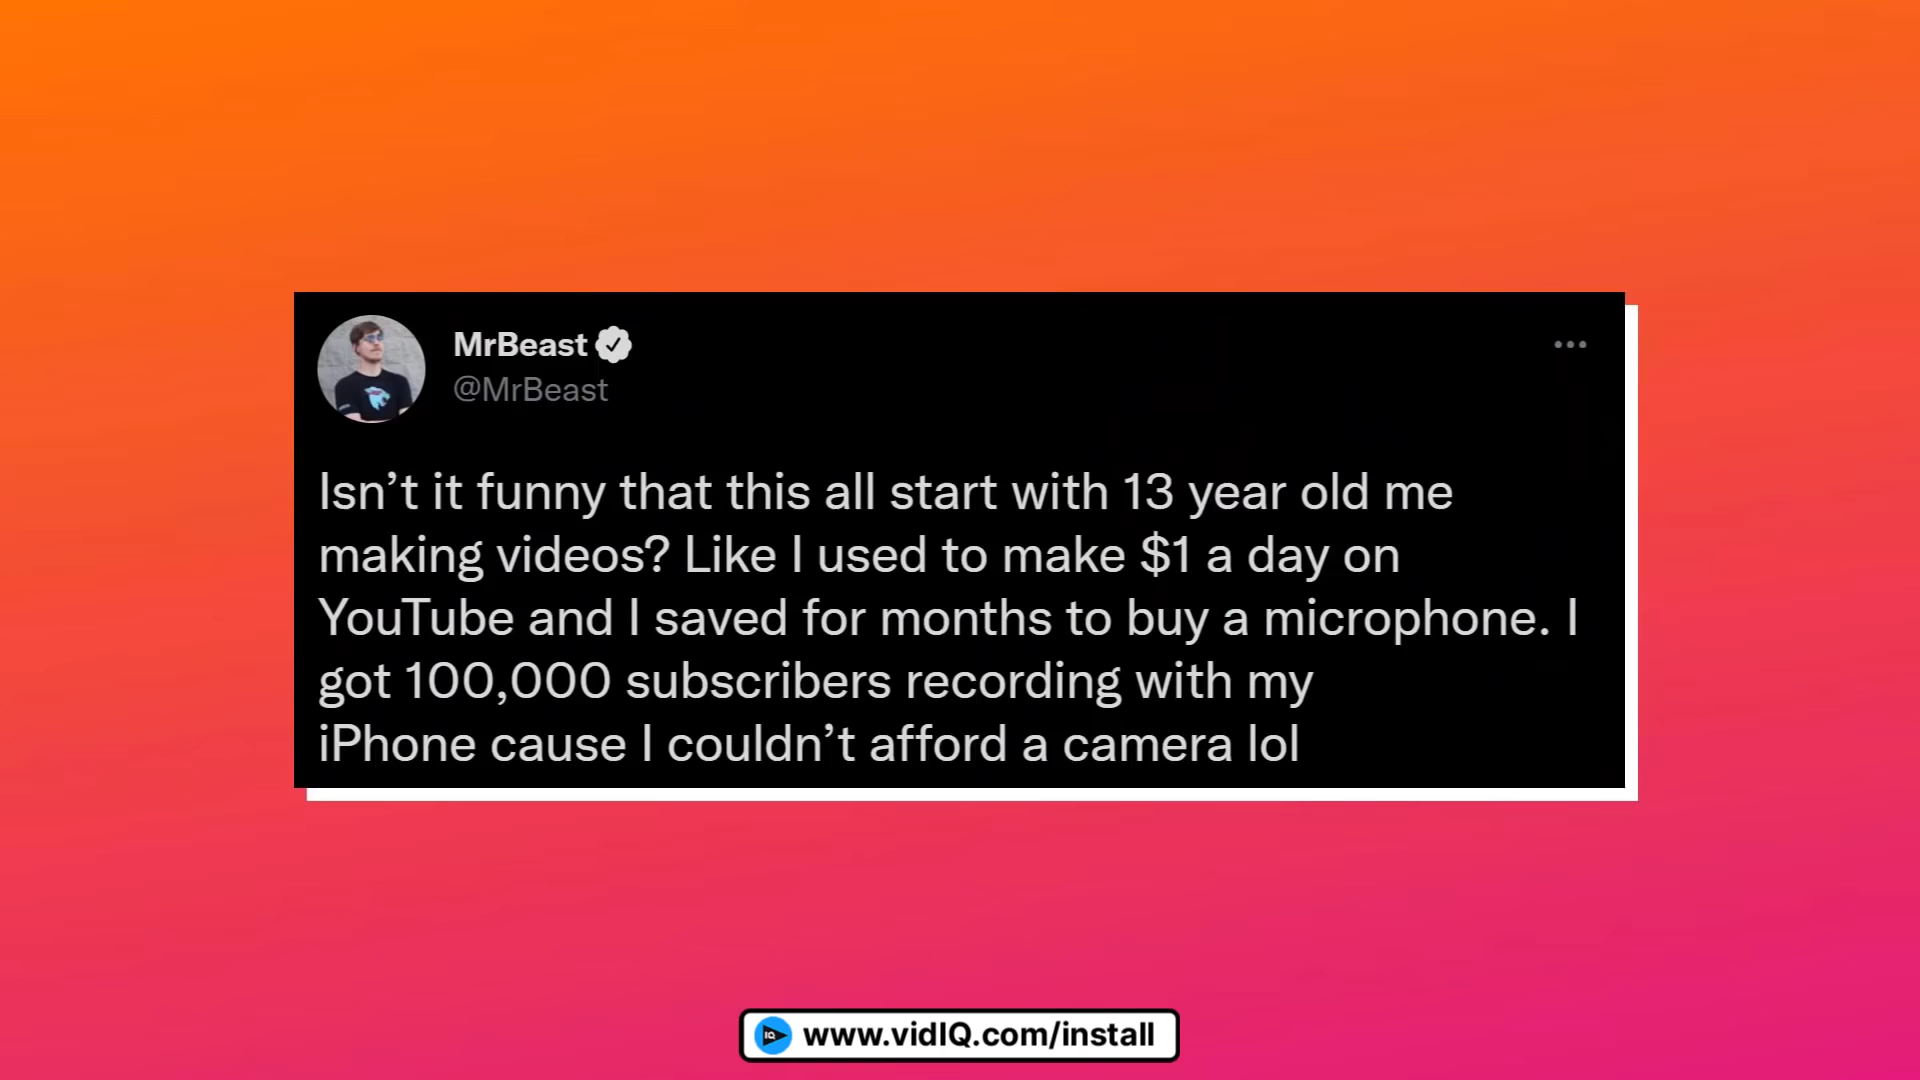 MrBeast
@MrBeast
Isn’t it funny that this all start with 13 year old me
making videos? Like I used to make $1 a day on
YouTube and I saved for months to buy a microphone. I
got 100,000 subscribers recording with my
iPhone cause I couldn’t afford a camera lol
IQ www.vidIQ.com/install